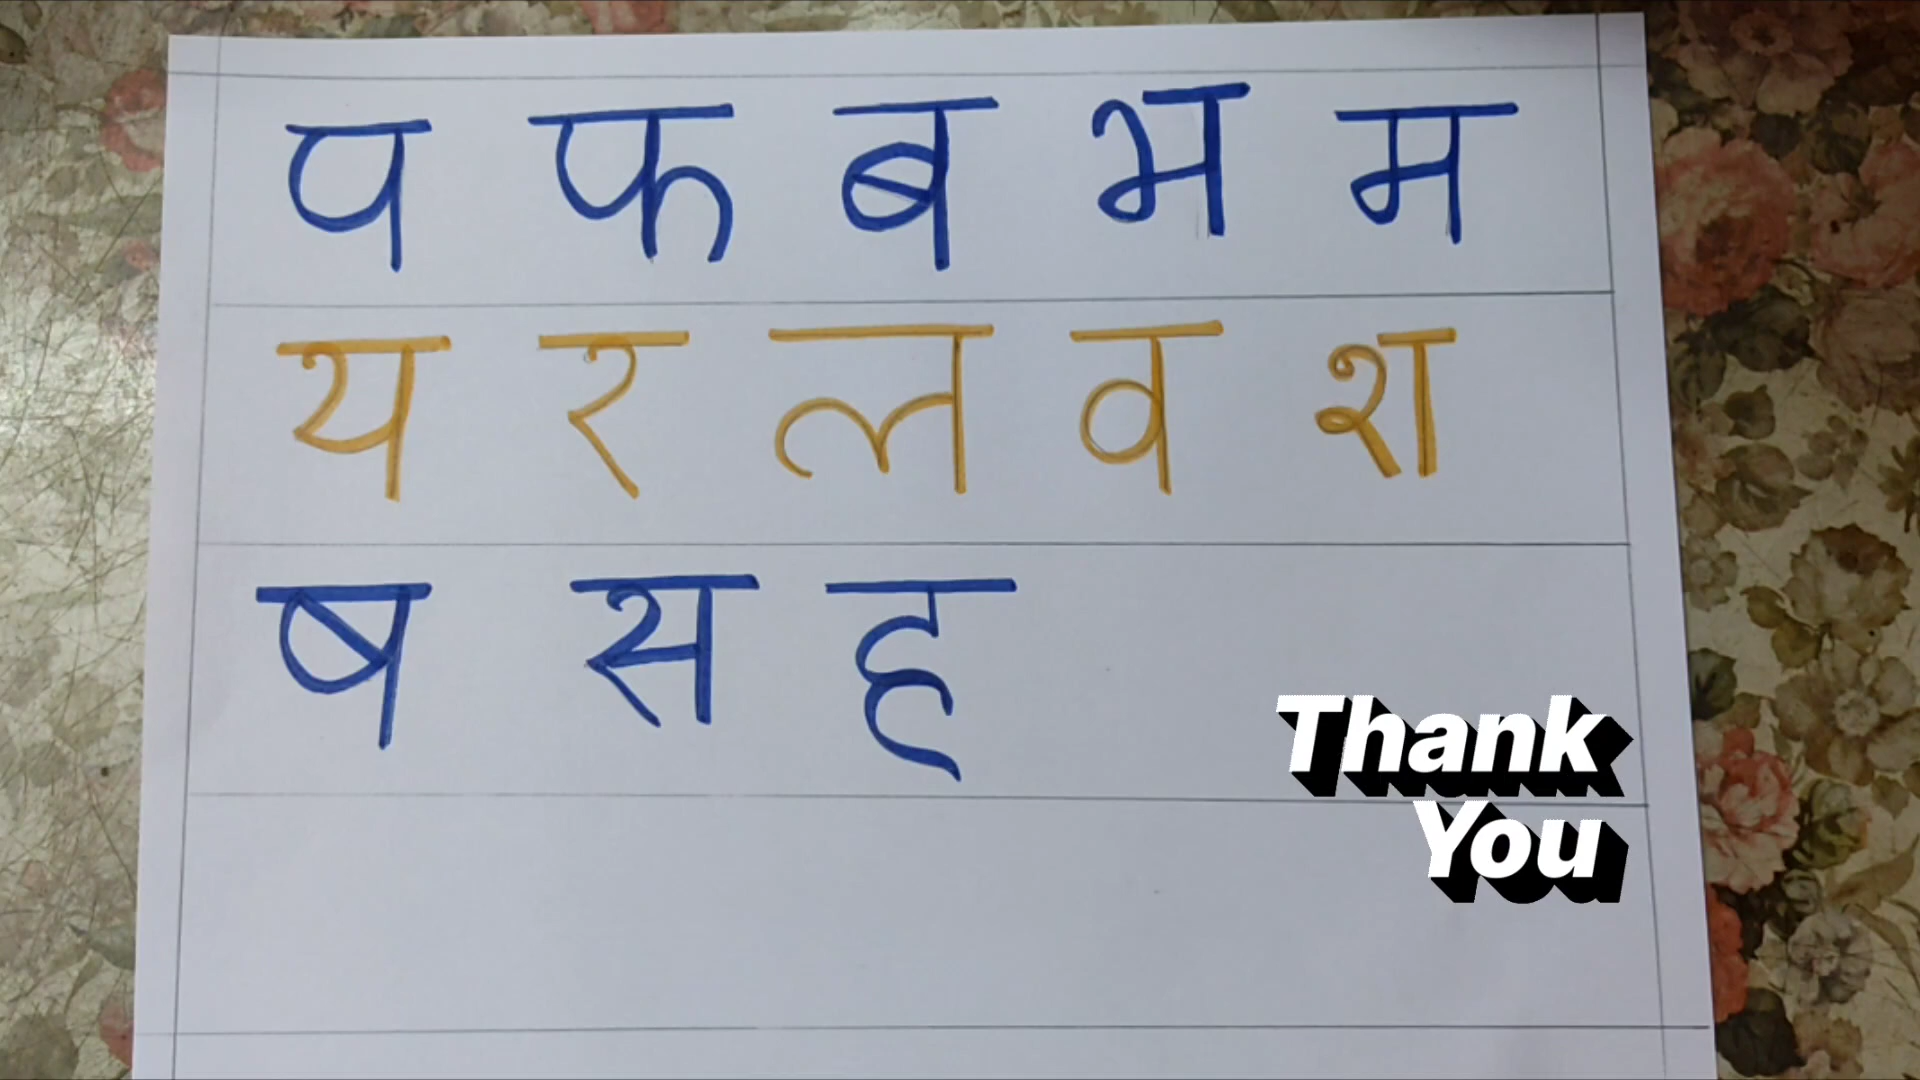 प फ ब भ म
य र ल व श
ष स ह
Thank
You